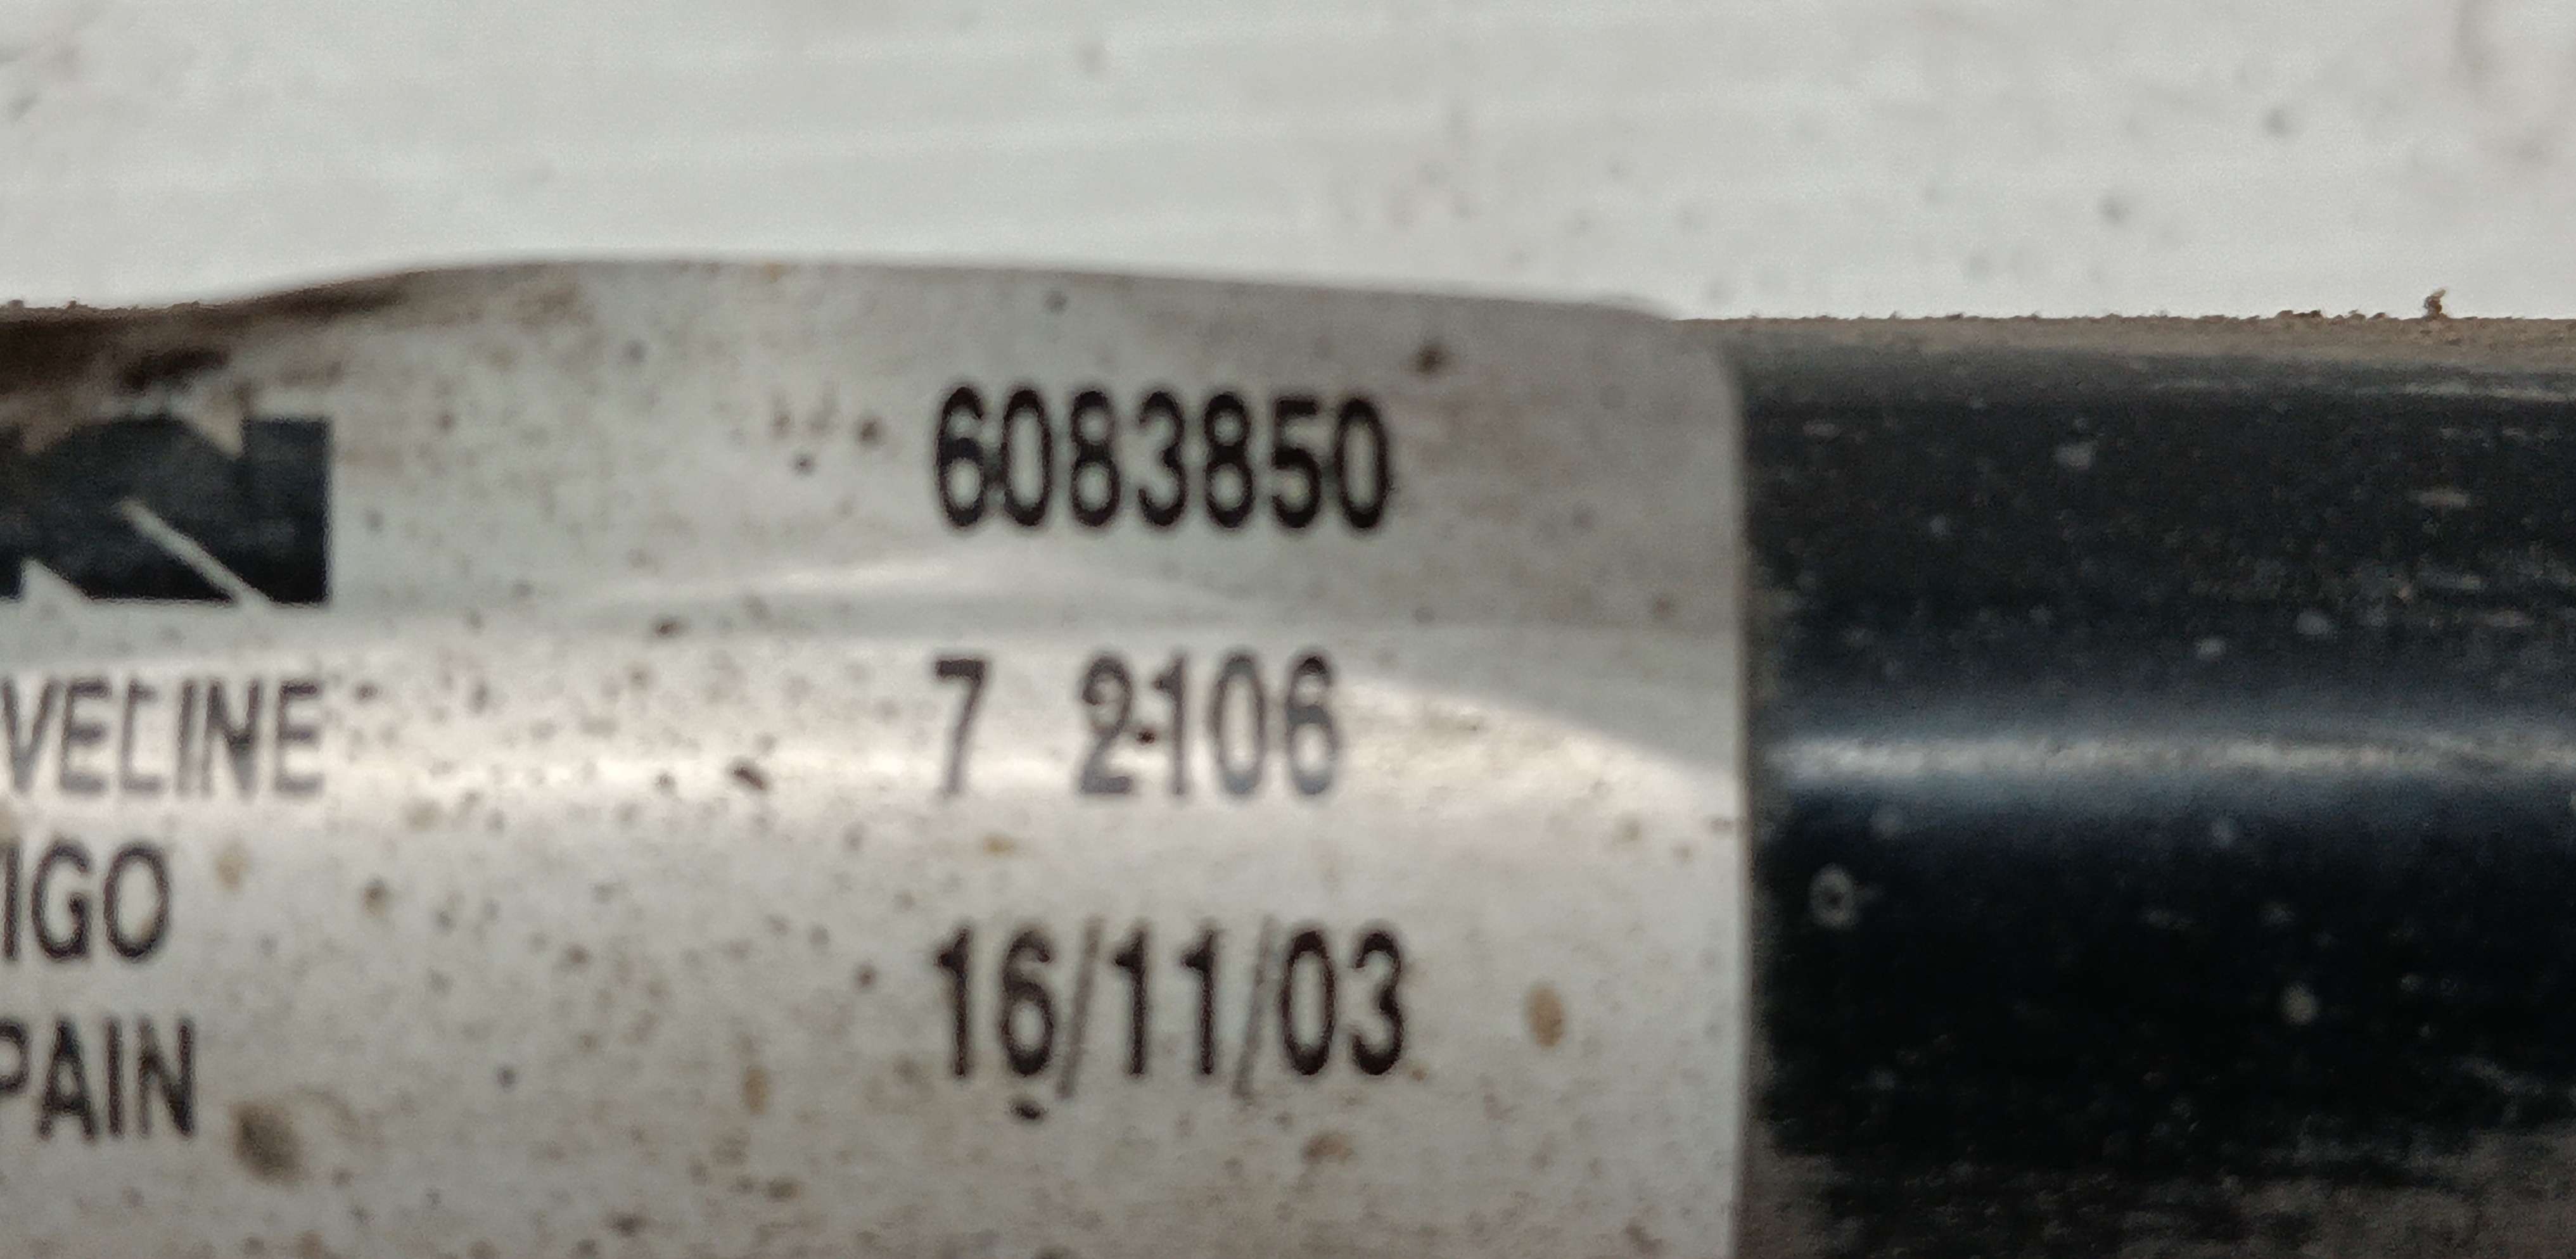 6083850
VELINE 7 2106
IGO 16/11/03
PAIN